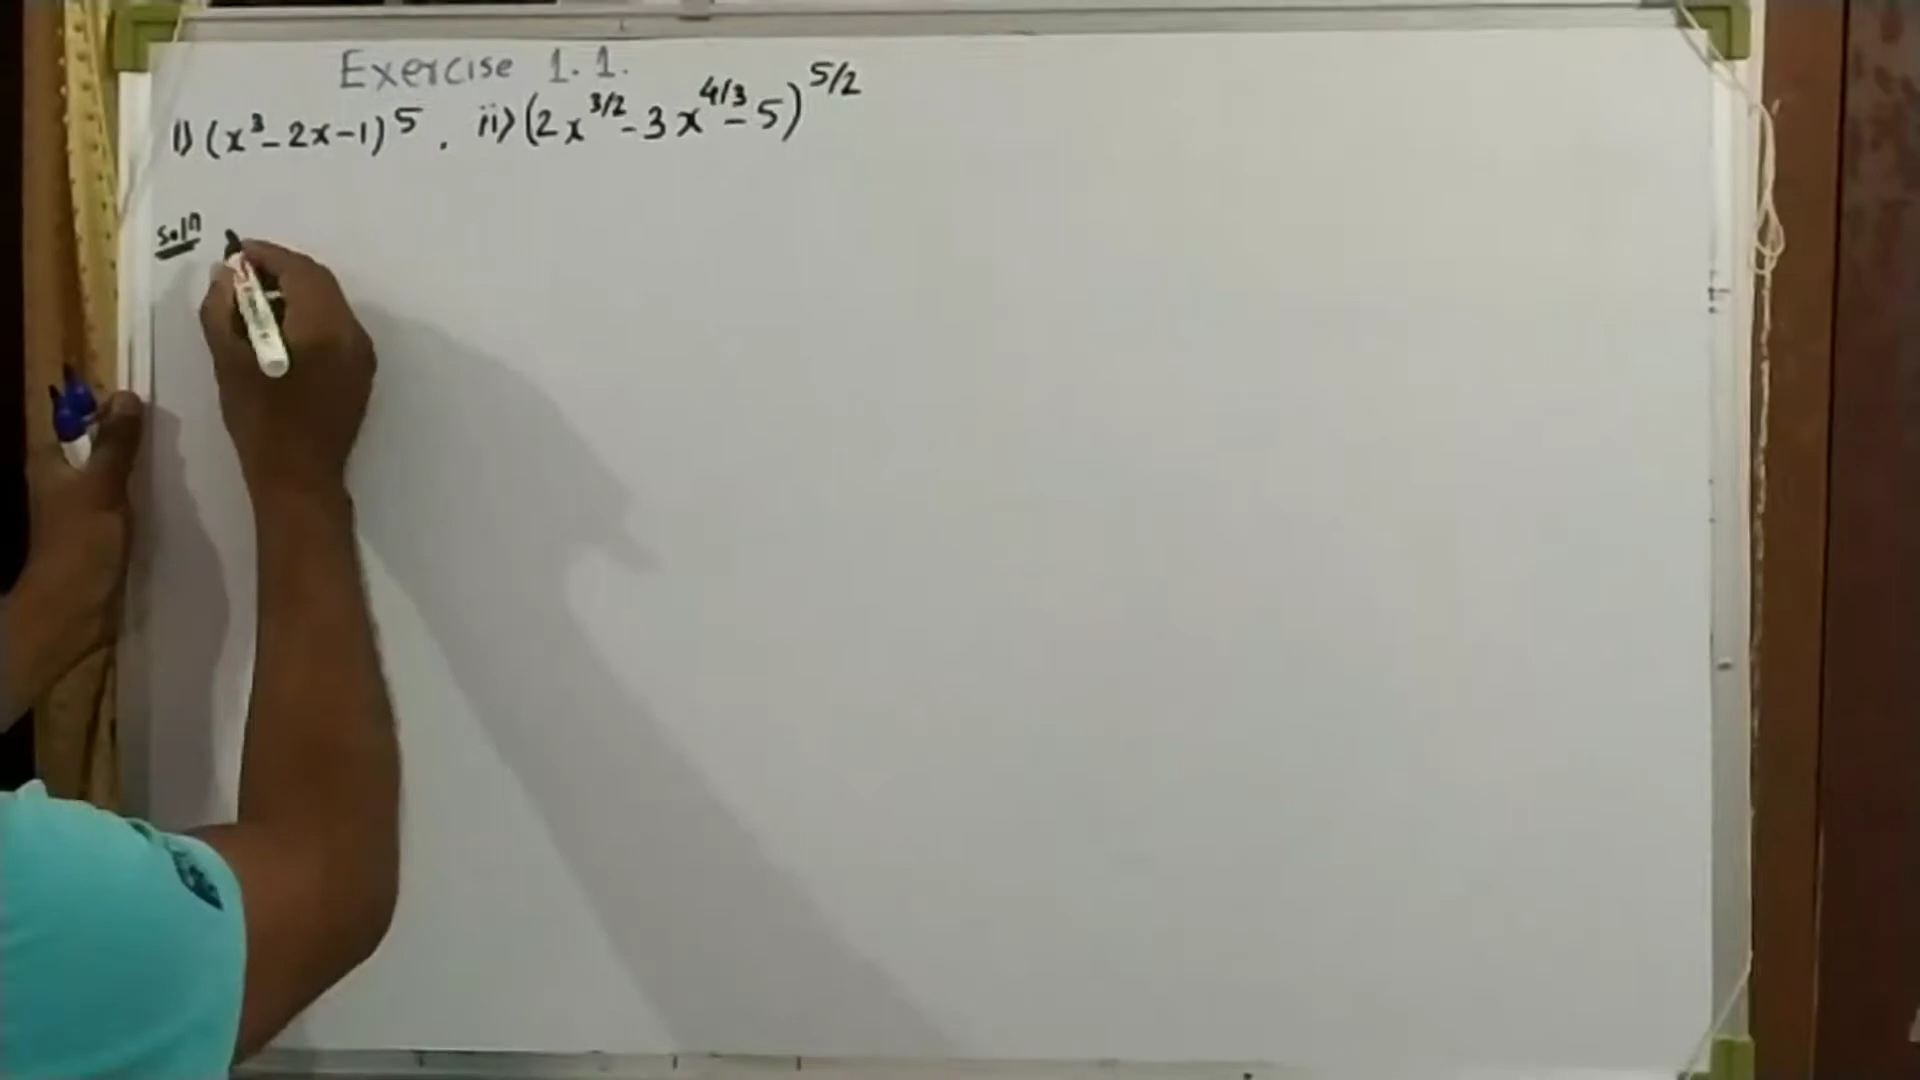 Exercise 1.1.
i) (x³-2x-1)⁵, ii) (2x^{3/2}-3x^{4/3}-5)^{5/2}
Solⁿ